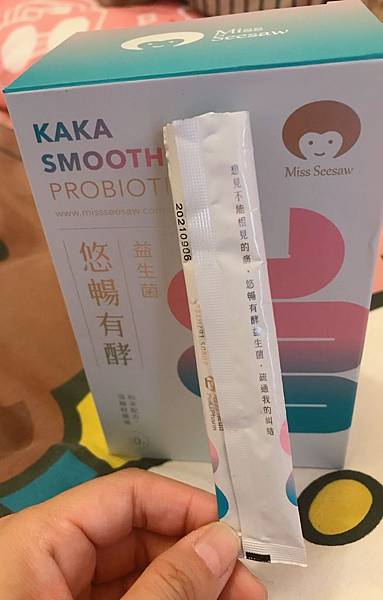 Miss
Seesaw
KAKA
SMOOTH
PROBIOTI
www.missseesaw.com
益生菌
悠暢有酵
Miss Seesaw
20210906
想見不能相見的痛，悠暢有酵益生菌，疏通我的糾結